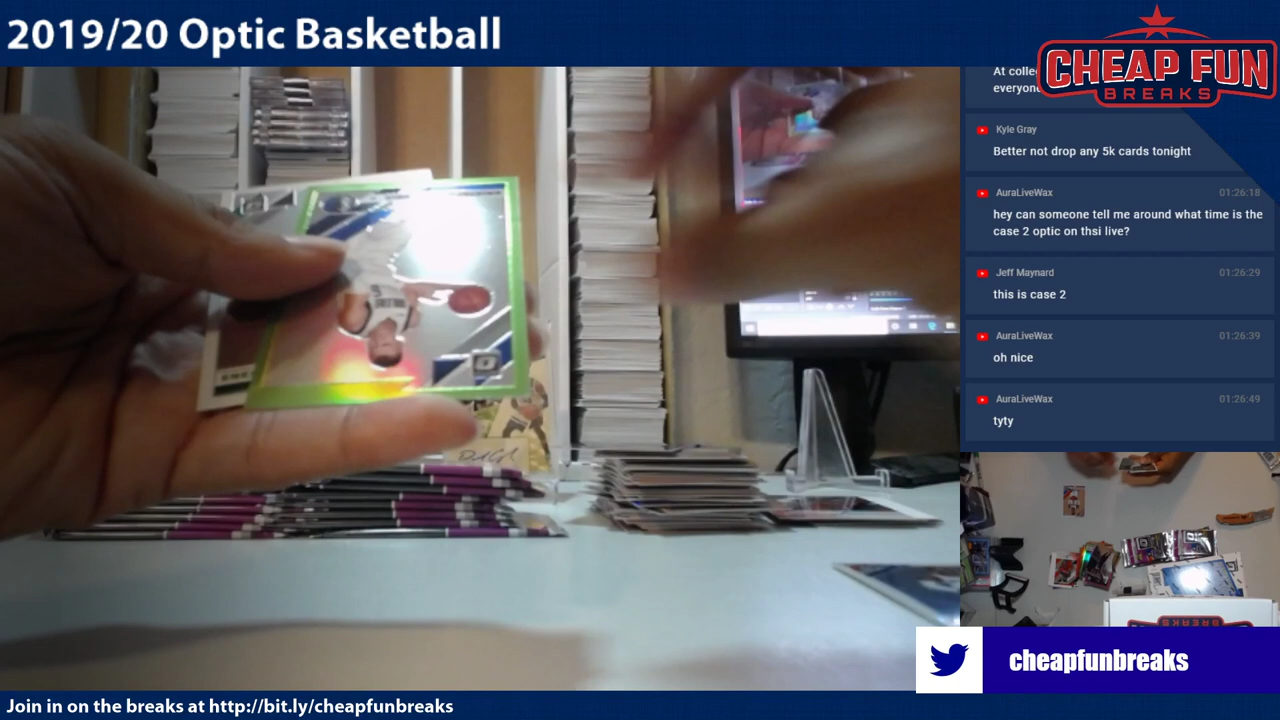 2019/20 Optic Basketball
CHEAP FUN
BREAKS
At colle
everyone
Kyle Gray
Better not drop any 5k cards tonight
AuraLiveWax 01:26:18
hey can someone tell me around what time is the
case 2 optic on thsi live?
Jeff Maynard 01:26:29
this is case 2
AuraLiveWax 01:26:39
oh nice
AuraLiveWax 01:26:49
tyty
cheapfunbreaks
Join in on the breaks at http://bit.ly/cheapfunbreaks